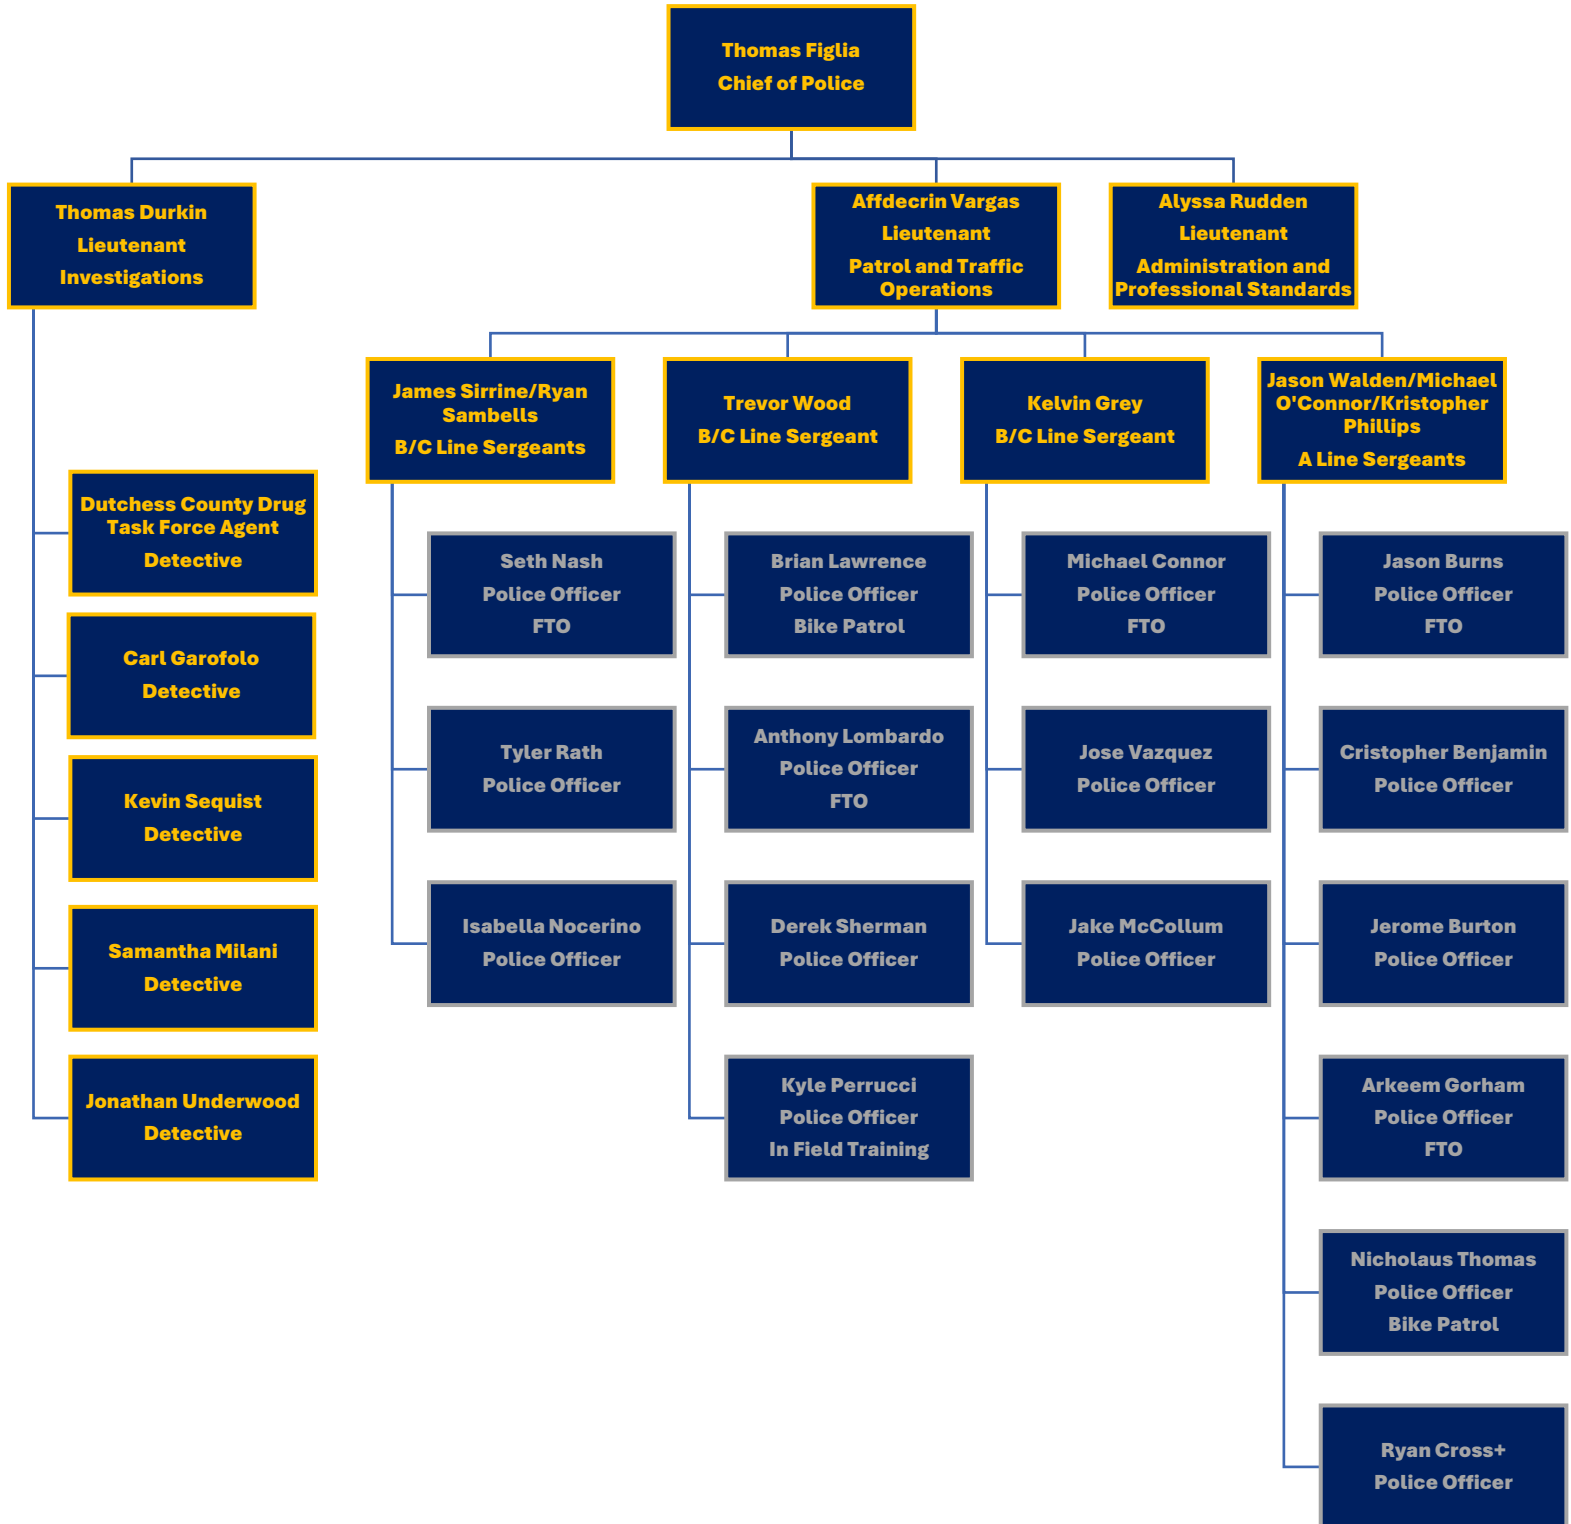 Thomas Figlia
Chief of Police
Thomas Durkin
Lieutenant
Investigations
Affdecrin Vargas
Lieutenant
Patrol and Traffic
Operations
Alyssa Rudden
Lieutenant
Administration and
Professional Standards
James Sirrine/Ryan
Sambells
B/C Line Sergeants
Trevor Wood
B/C Line Sergeant
Kelvin Grey
B/C Line Sergeant
Jason Walden/Michael
O'Connor/Kristopher
Phillips
A Line Sergeants
Dutchess County Drug
Task Force Agent
Detective
Carl Garofolo
Detective
Kevin Sequist
Detective
Samantha Milani
Detective
Jonathan Underwood
Detective
Seth Nash
Police Officer
FTO
Tyler Rath
Police Officer
Isabella Nocerino
Police Officer
Brian Lawrence
Police Officer
Bike Patrol
Anthony Lombardo
Police Officer
FTO
Derek Sherman
Police Officer
Kyle Perrucci
Police Officer
In Field Training
Michael Connor
Police Officer
FTO
Jose Vazquez
Police Officer
Jake McCollum
Police Officer
Jason Burns
Police Officer
FTO
Cristopher Benjamin
Police Officer
Jerome Burton
Police Officer
Arkeem Gorham
Police Officer
FTO
Nicholaus Thomas
Police Officer
Bike Patrol
Ryan Cross+
Police Officer